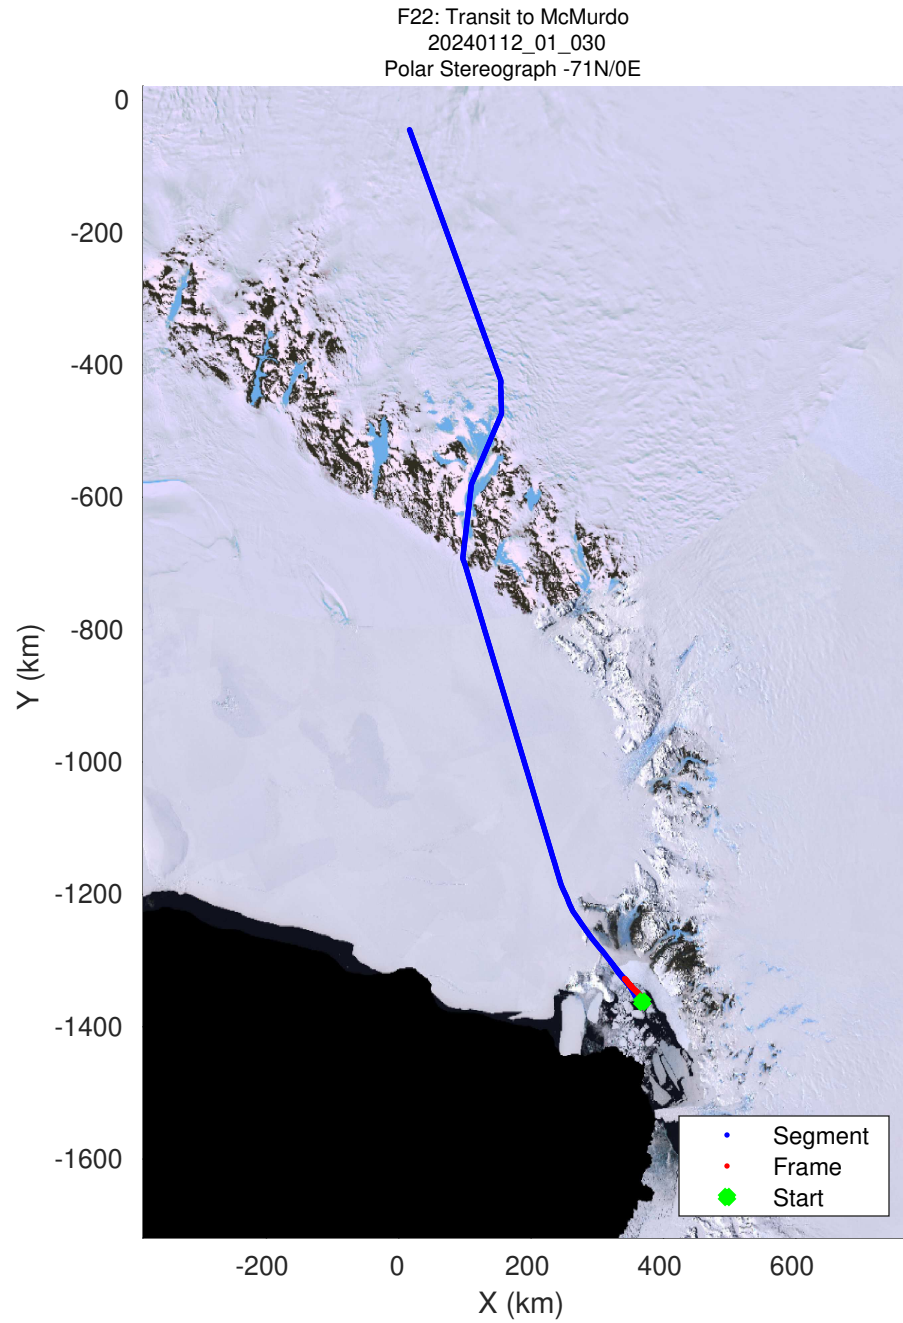 F22: Transit to McMurdo
20240112_01_030
Polar Stereograph -71N/0E
0
-200
-400
-600
-800
-1000
-1200
-1400
-1600
Y (km)
-200 0 200 400 600
X (km)
Segment
Frame
Start